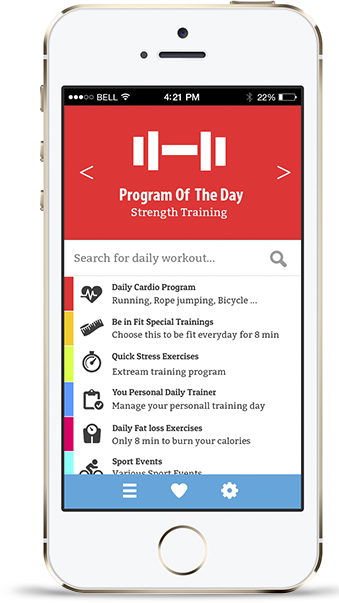 BELL 4:21 PM 22%
<
>
Program Of The Day
Strength Training
Search for daily workout...
Daily Cardio Program
Running, Rope jumping, Bicycle ...
Be in Fit Special Trainings
Choose this to be fit everyday for 8 min
Quick Stress Exercises
Extream training program
You Personal Daily Trainer
Manage your personall training day
Daily Fat loss Exercises
Only 8 min to burn your calories
Sport Events
Various Sport Events